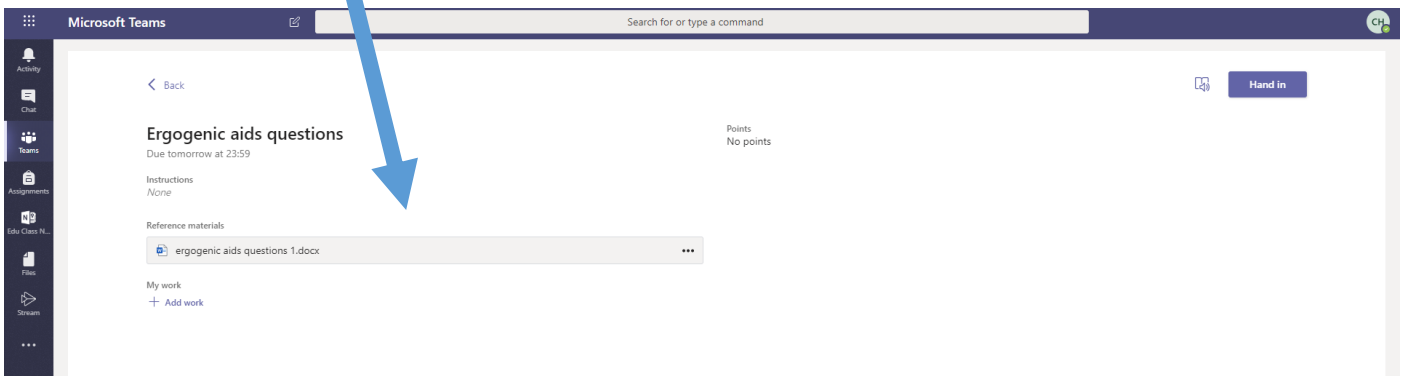 Microsoft Teams
Search for or type a command
CH
Activity
Chat
Teams
Assignments
Edu Class N...
Files
Stream
Back
Hand in
Ergogenic aids questions
Due tomorrow at 23:59
Points
No points
Instructions
None
Reference materials
ergogenic aids questions 1.docx
My work
+ Add work